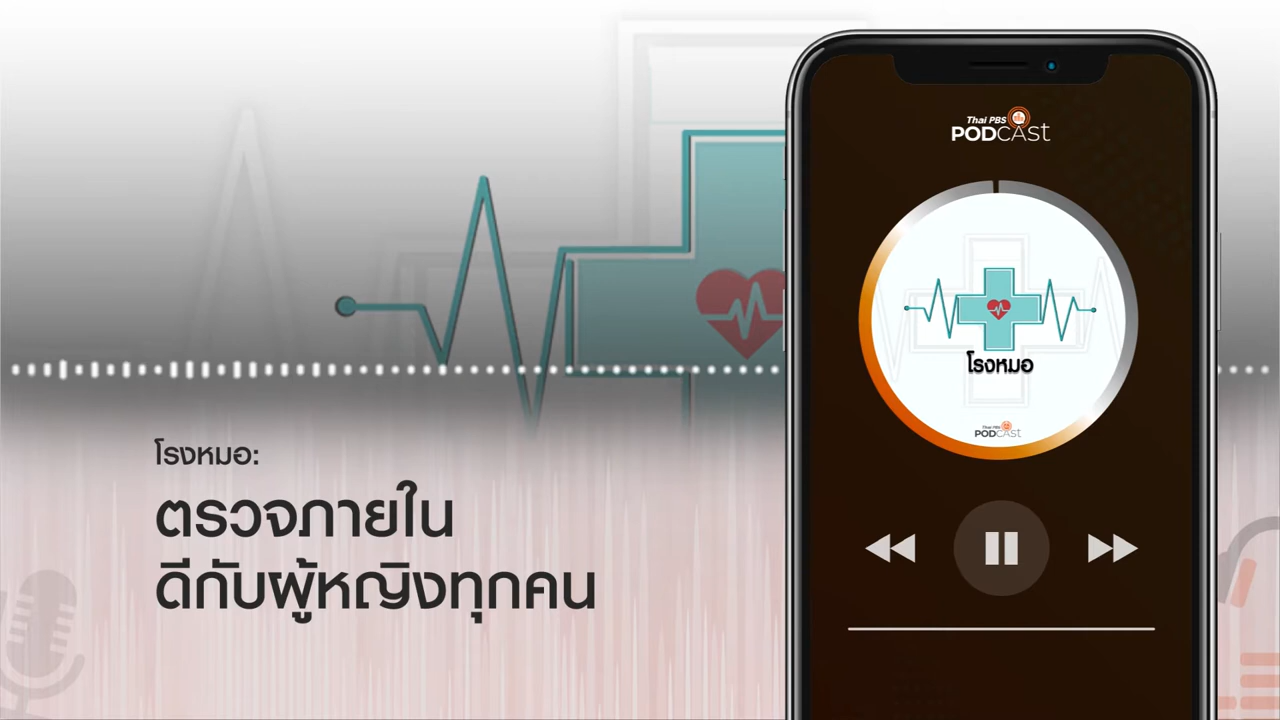 โรงหมอ:
ตรวจภายใน
ดีกับผู้หญิงทุกคน
Thai PBS
PODCAST
โรงหมอ
Thai PBS
PODCAST